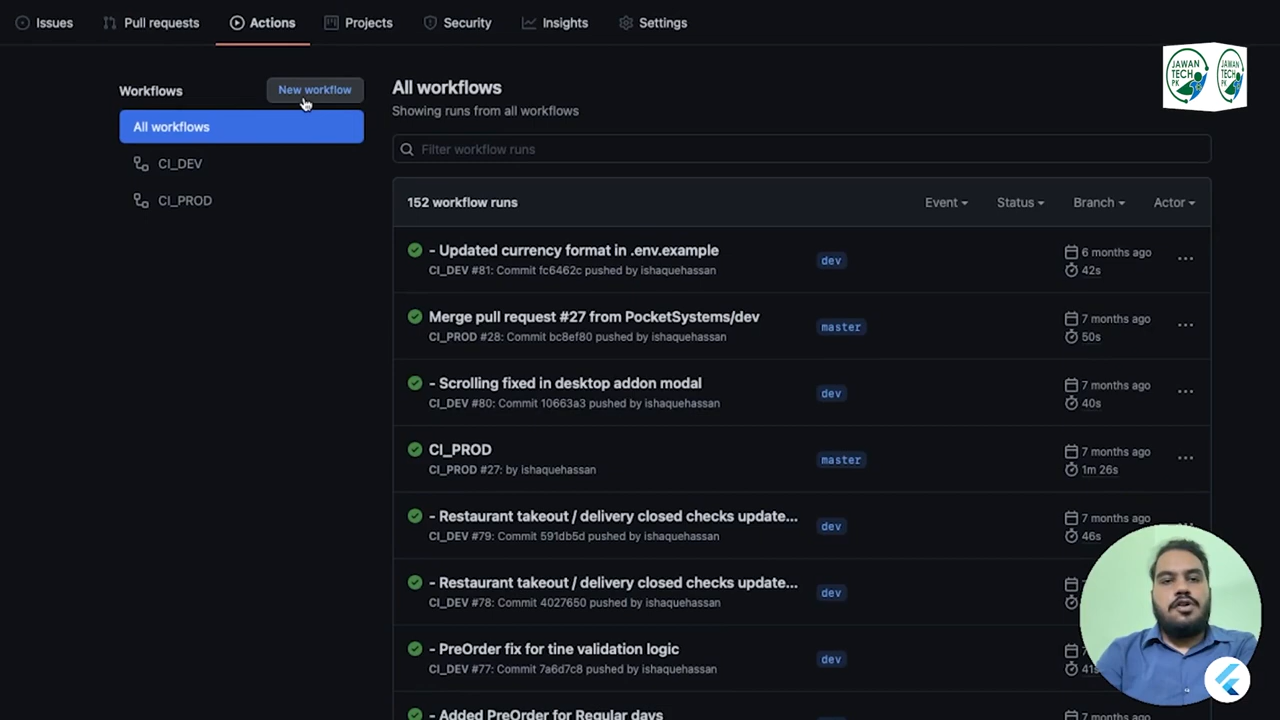 Issues
Pull requests
Actions
Projects
Security
Insights
Settings
JAWAN TECH PK
JAWAN TECH PK
Workflows
New workflow
All workflows
CI_DEV
CI_PROD
All workflows
Showing runs from all workflows
Filter workflow runs
152 workflow runs
Event
Status
Branch
Actor
- Updated currency format in .env.example
CI_DEV #81: Commit fc6462c pushed by ishaquehassan
dev
6 months ago
42s
Merge pull request #27 from PocketSystems/dev
CI_PROD #28: Commit bc8ef80 pushed by ishaquehassan
master
7 months ago
50s
- Scrolling fixed in desktop addon modal
CI_DEV #80: Commit 10663a3 pushed by ishaquehassan
dev
7 months ago
40s
CI_PROD
CI_PROD #27: by ishaquehassan
master
7 months ago
1m 26s
- Restaurant takeout / delivery closed checks update...
CI_DEV #79: Commit 591db5d pushed by ishaquehassan
dev
7 months ago
46s
- Restaurant takeout / delivery closed checks update...
CI_DEV #78: Commit 4027650 pushed by ishaquehassan
dev
- PreOrder fix for tine validation logic
CI_DEV #77: Commit 7a6d7c8 pushed by ishaquehassan
dev
- Added PreOrder for Regular days